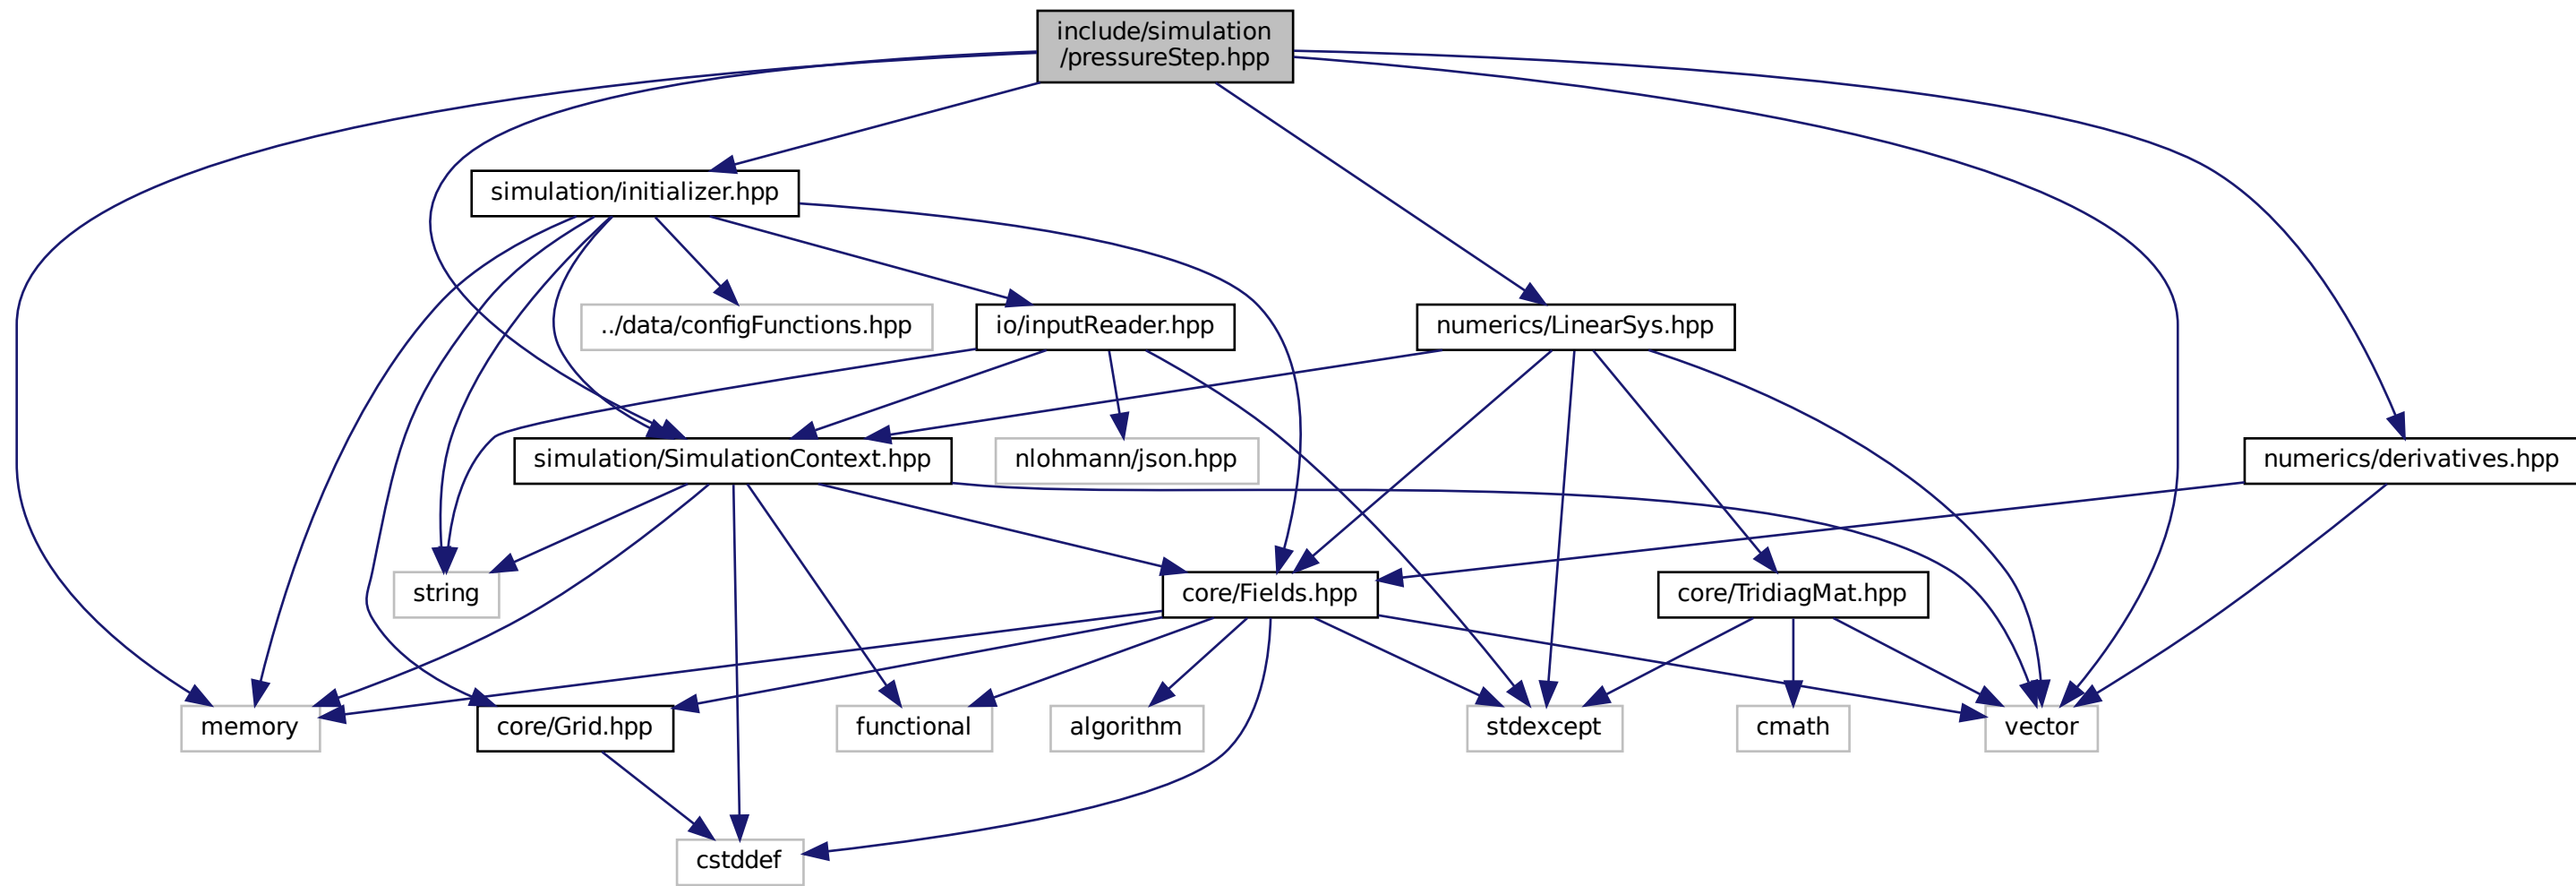 include/simulation
/pressureStep.hpp
simulation/initializer.hpp
../data/configFunctions.hpp
io/inputReader.hpp
numerics/LinearSys.hpp
simulation/SimulationContext.hpp
nlohmann/json.hpp
numerics/derivatives.hpp
string
core/Fields.hpp
core/TridiagMat.hpp
memory
core/Grid.hpp
functional
algorithm
stdexcept
cmath
vector
cstddef